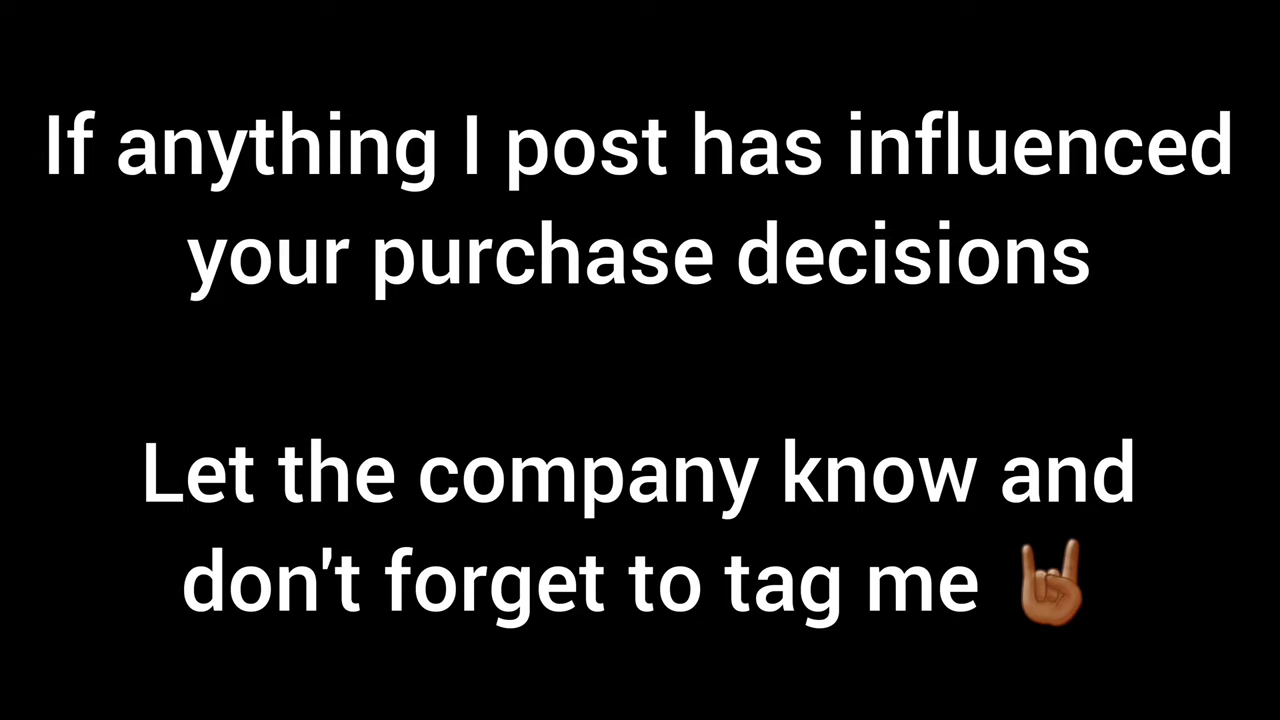 If anything I post has influenced
your purchase decisions
Let the company know and
don't forget to tag me 🤘🏾